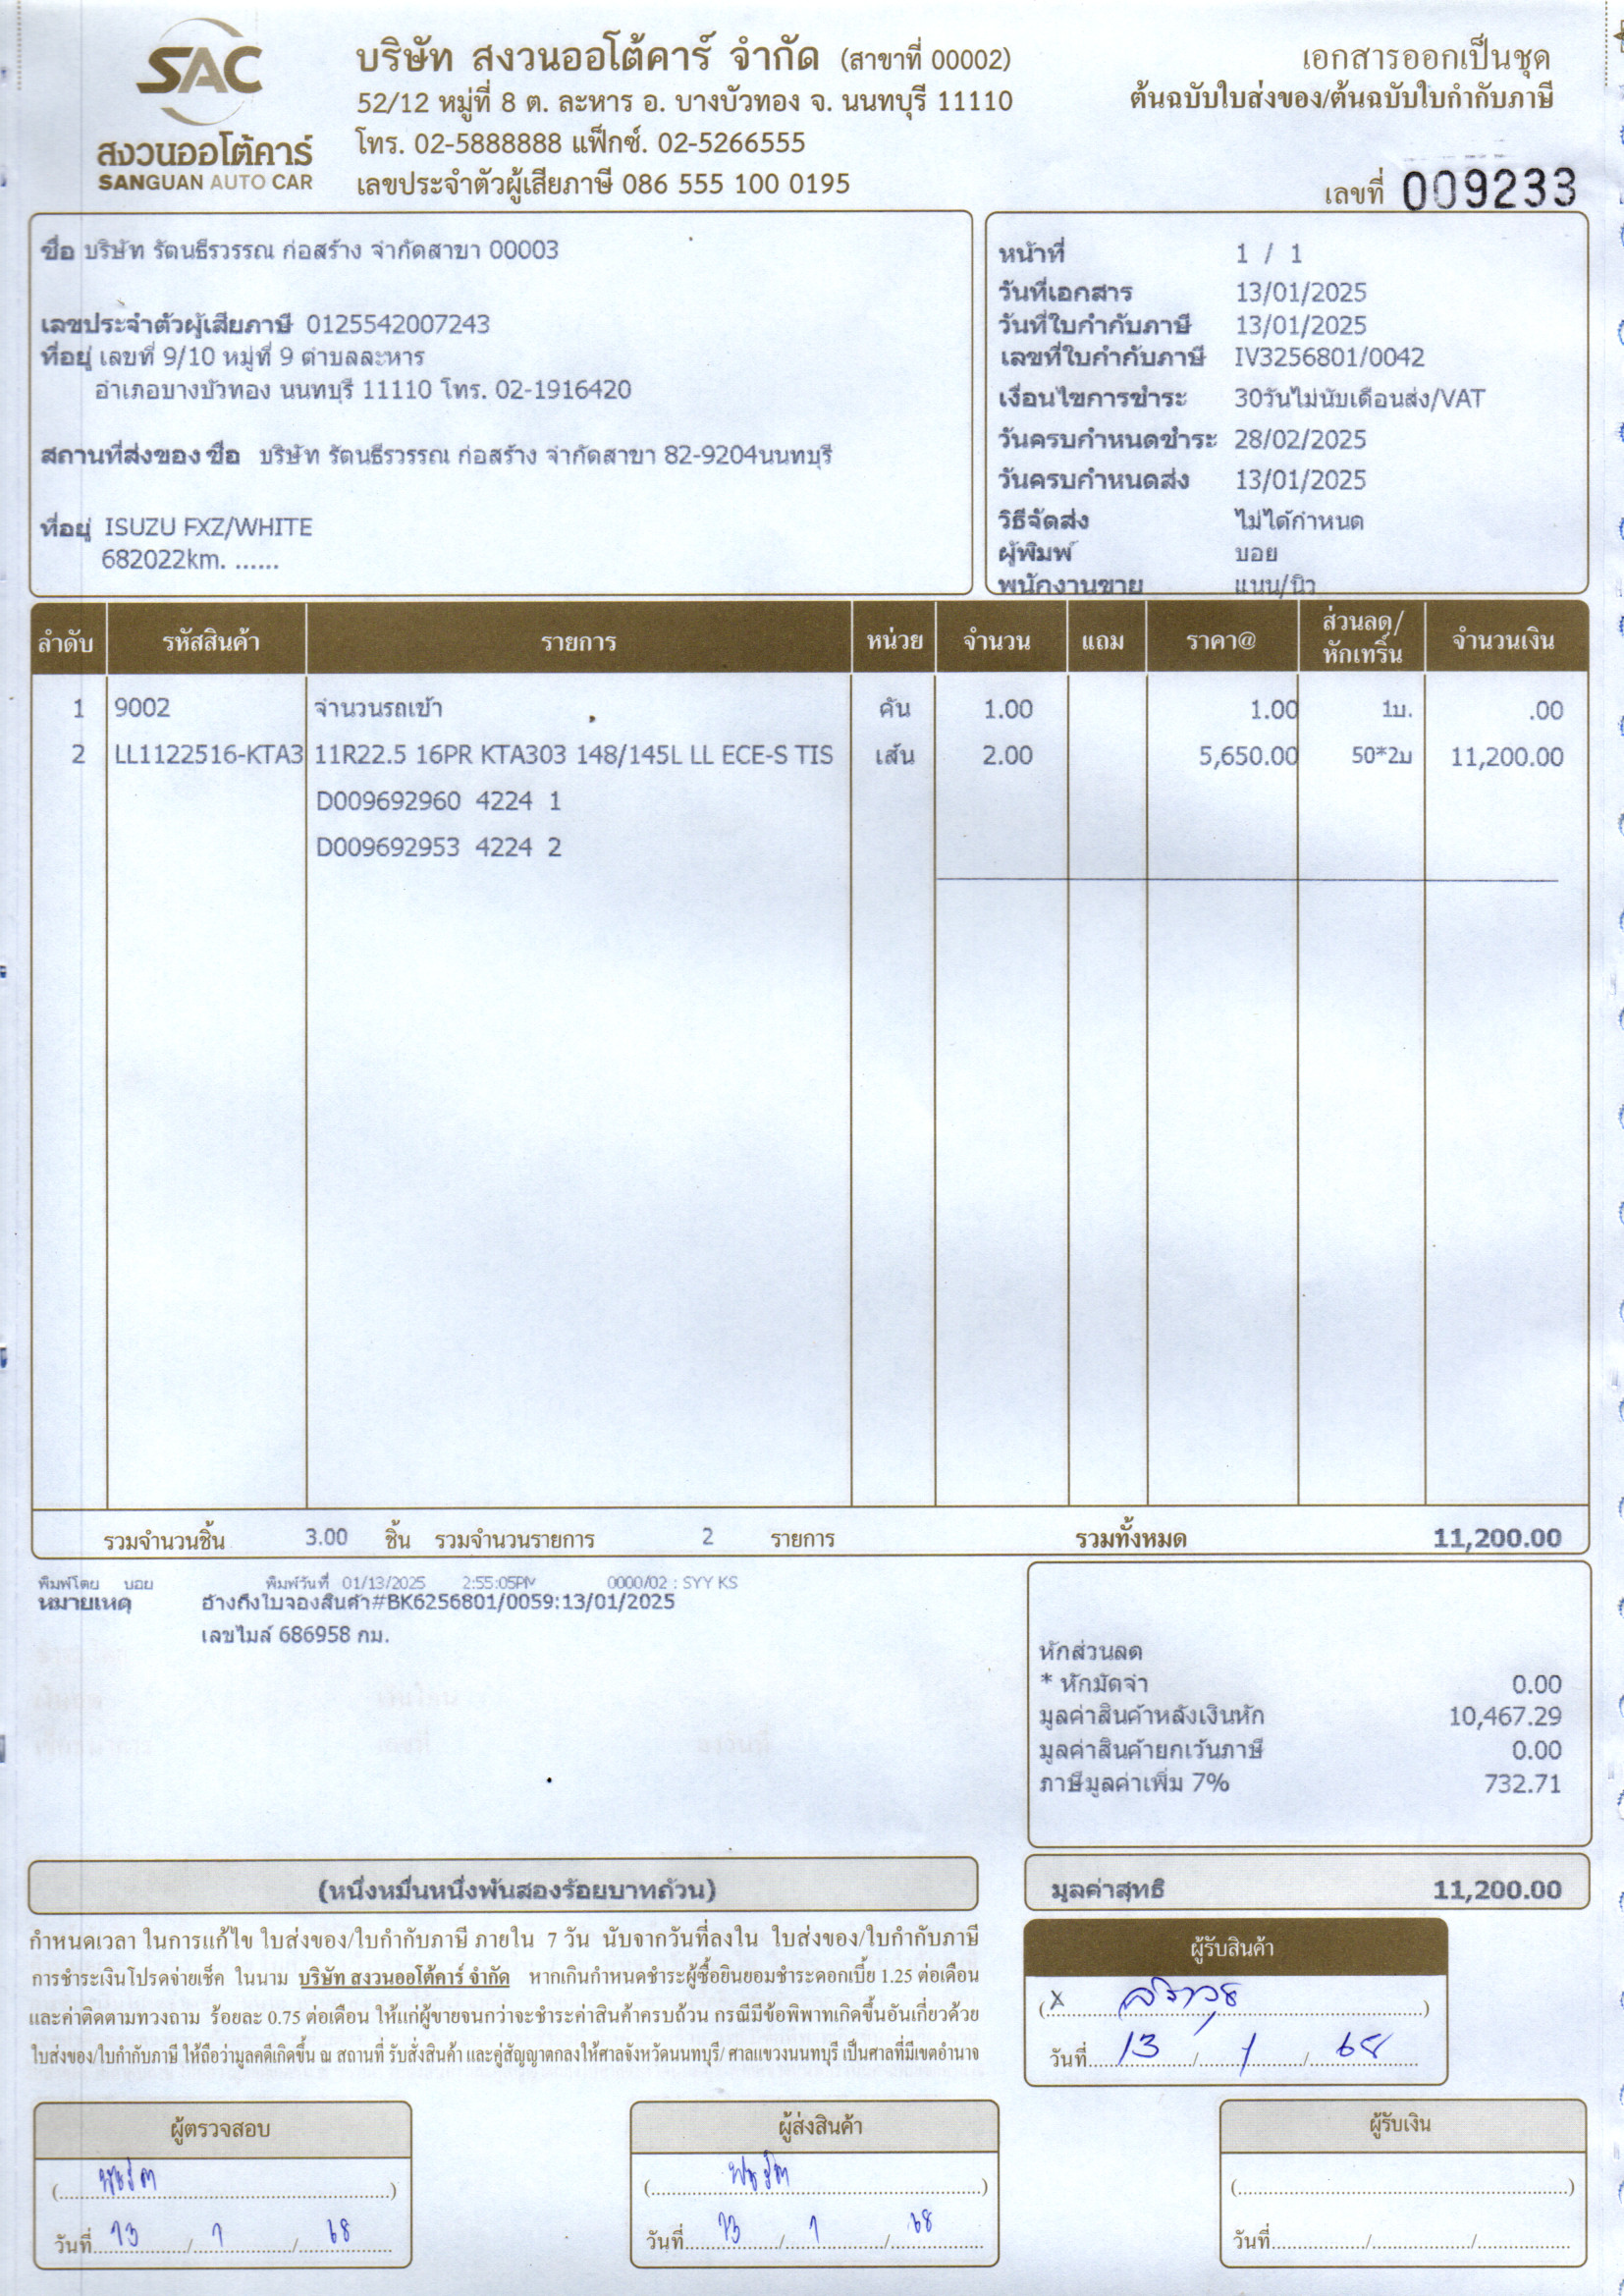 SAC
สงวนออโต้คาร์
SANGUAN AUTO CAR
บริษัท สงวนออโต้คาร์ จำกัด (สาขาที่ 00002)
52/12 หมู่ที่ 8 ต. ละหาร อ. บางบัวทอง จ. นนทบุรี 11110
โทร. 02-5888888 แฟ็กซ์. 02-5266555
เลขประจำตัวผู้เสียภาษี 086 555 100 0195
เอกสารออกเป็นชุด
ต้นฉบับใบส่งของ/ต้นฉบับใบกำกับภาษี
เลขที่ 009233
ชื่อ บริษัท รัตนธีรวรรณ ก่อสร้าง จำกัดสาขา 00003
เลขประจำตัวผู้เสียภาษี 0125542007243
ที่อยู่ เลขที่ 9/10 หมู่ที่ 9 ตำบลละหาร
อำเภอบางบัวทอง นนทบุรี 11110 โทร. 02-1916420
สถานที่ส่งของ ชื่อ บริษัท รัตนธีรวรรณ ก่อสร้าง จำกัดสาขา 82-9204นนทบุรี
ที่อยู่ ISUZU FXZ/WHITE
682022km. ......
หน้าที่ 1 / 1
วันที่เอกสาร 13/01/2025
วันที่ใบกำกับภาษี 13/01/2025
เลขที่ใบกำกับภาษี IV3256801/0042
เงื่อนไขการชำระ 30วันไม่นับเดือนส่ง/VAT
วันครบกำหนดชำระ 28/02/2025
วันครบกำหนดส่ง 13/01/2025
วิธีจัดส่ง ไม่ได้กำหนด
ผู้พิมพ์ บอย
พนักงานขาย แนน/นิว
ลำดับ รหัสสินค้า รายการ หน่วย จำนวน แถม ราคา@ ส่วนลด/หักเทริ์น จำนวนเงิน
1 9002 จำนวนรถเข้า คัน 1.00 1.00 1บ. .00
2 LL1122516-KTA3 11R22.5 16PR KTA303 148/145L LL ECE-S TIS เส้น 2.00 5,650.00 50*2บ 11,200.00
D009692960 4224 1
D009692953 4224 2
รวมจำนวนชิ้น 3.00 ชิ้น รวมจำนวนรายการ 2 รายการ รวมทั้งหมด 11,200.00
พิมพ์โดย บอย พิมพ์วันที่ 01/13/2025 2:55:05PM 0000/02 : SYY KS
หมายเหตุ อ้างถึงใบจองสินค้า#BK6256801/0059:13/01/2025
เลขไมล์ 686958 กม.
หักส่วนลด
* หักมัดจำ 0.00
มูลค่าสินค้าหลังเงินหัก 10,467.29
มูลค่าสินค้ายกเว้นภาษี 0.00
ภาษีมูลค่าเพิ่ม 7% 732.71
(หนึ่งหมื่นหนึ่งพันสองร้อยบาทถ้วน)
มูลค่าสุทธิ 11,200.00
กำหนดเวลา ในการแก้ไข ใบส่งของ/ใบกำกับภาษี ภายใน 7 วัน นับจากวันที่ลงใน ใบส่งของ/ใบกำกับภาษี
การชำระเงินโปรดจ่ายเช็ค ในนาม บริษัท สงวนออโต้คาร์ จำกัด หากเกินกำหนดชำระผู้ซื้อยินยอมชำระดอกเบี้ย 1.25 ต่อเดือน
และค่าติดตามทวงถาม ร้อยละ 0.75 ต่อเดือน ให้แก่ผู้ขายจนกว่าจะชำระค่าสินค้าครบถ้วน กรณีมีข้อพิพาทเกิดขึ้นอันเกี่ยวด้วย
ใบส่งของ/ใบกำกับภาษี ให้ถือว่ามูลคดีเกิดขึ้น ณ สถานที่ รับสั่งสินค้า และคู่สัญญาตกลงให้ศาลจังหวัดนนทบุรี/ ศาลแขวงนนทบุรี เป็นศาลที่มีเขตอำนาจ
ผู้รับสินค้า
วันที่ 13 / 1 / 68
ผู้ตรวจสอบ
วันที่ 13 / 1 / 68
ผู้ส่งสินค้า
วันที่ 13 / 1 / 68
ผู้รับเงิน
วันที่